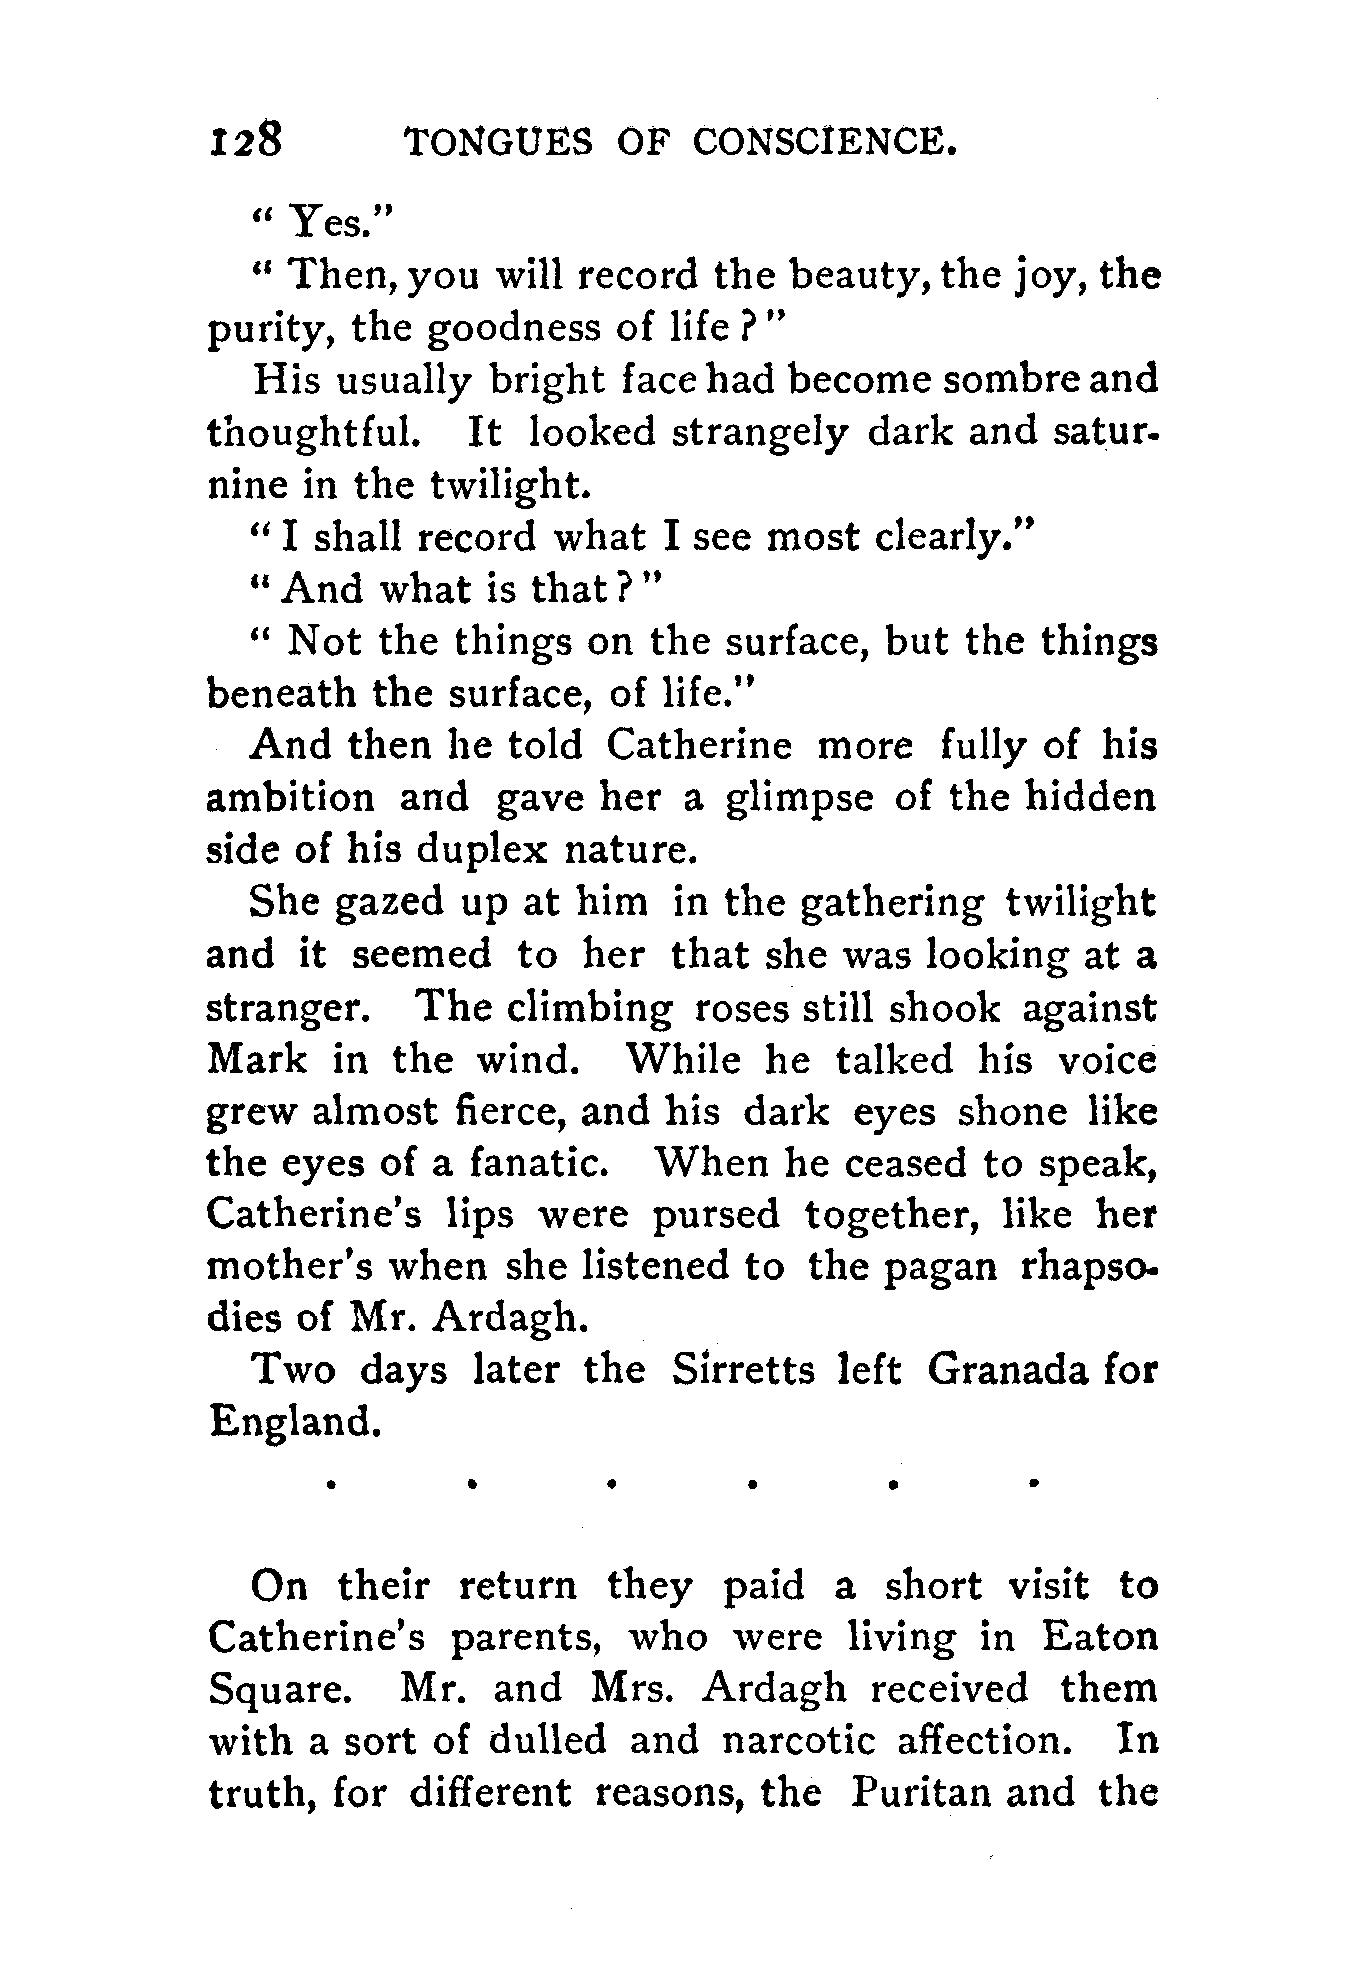 128 TONGUES OF CONSCIENCE.
"Yes."
"Then, you will record the beauty, the joy, the
purity, the goodness of life?"
His usually bright face had become sombre and
thoughtful. It looked strangely dark and satur-
nine in the twilight.
"I shall record what I see most clearly."
"And what is that?"
"Not the things on the surface, but the things
beneath the surface, of life."
And then he told Catherine more fully of his
ambition and gave her a glimpse of the hidden
side of his duplex nature.
She gazed up at him in the gathering twilight
and it seemed to her that she was looking at a
stranger. The climbing roses still shook against
Mark in the wind. While he talked his voice
grew almost fierce, and his dark eyes shone like
the eyes of a fanatic. When he ceased to speak,
Catherine's lips were pursed together, like her
mother's when she listened to the pagan rhapso-
dies of Mr. Ardagh.
Two days later the Sirretts left Granada for
England.
. . . . . .
On their return they paid a short visit to
Catherine's parents, who were living in Eaton
Square. Mr. and Mrs. Ardagh received them
with a sort of dulled and narcotic affection. In
truth, for different reasons, the Puritan and the